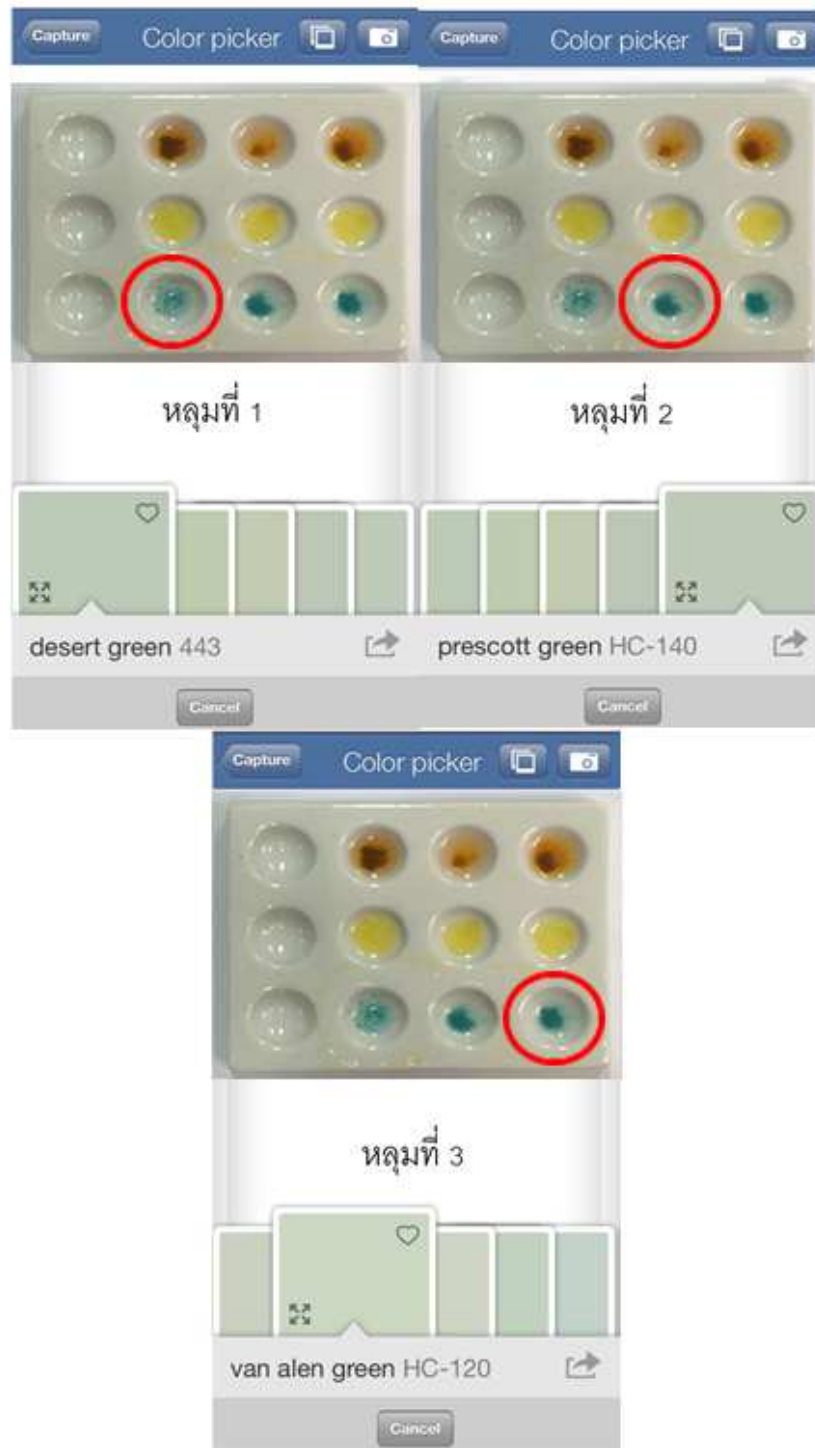 Capture Color picker
หลุมที่ 1
desert green 443
Cancel
Capture Color picker
หลุมที่ 2
prescott green HC-140
Cancel
Capture Color picker
หลุมที่ 3
van alen green HC-120
Cancel